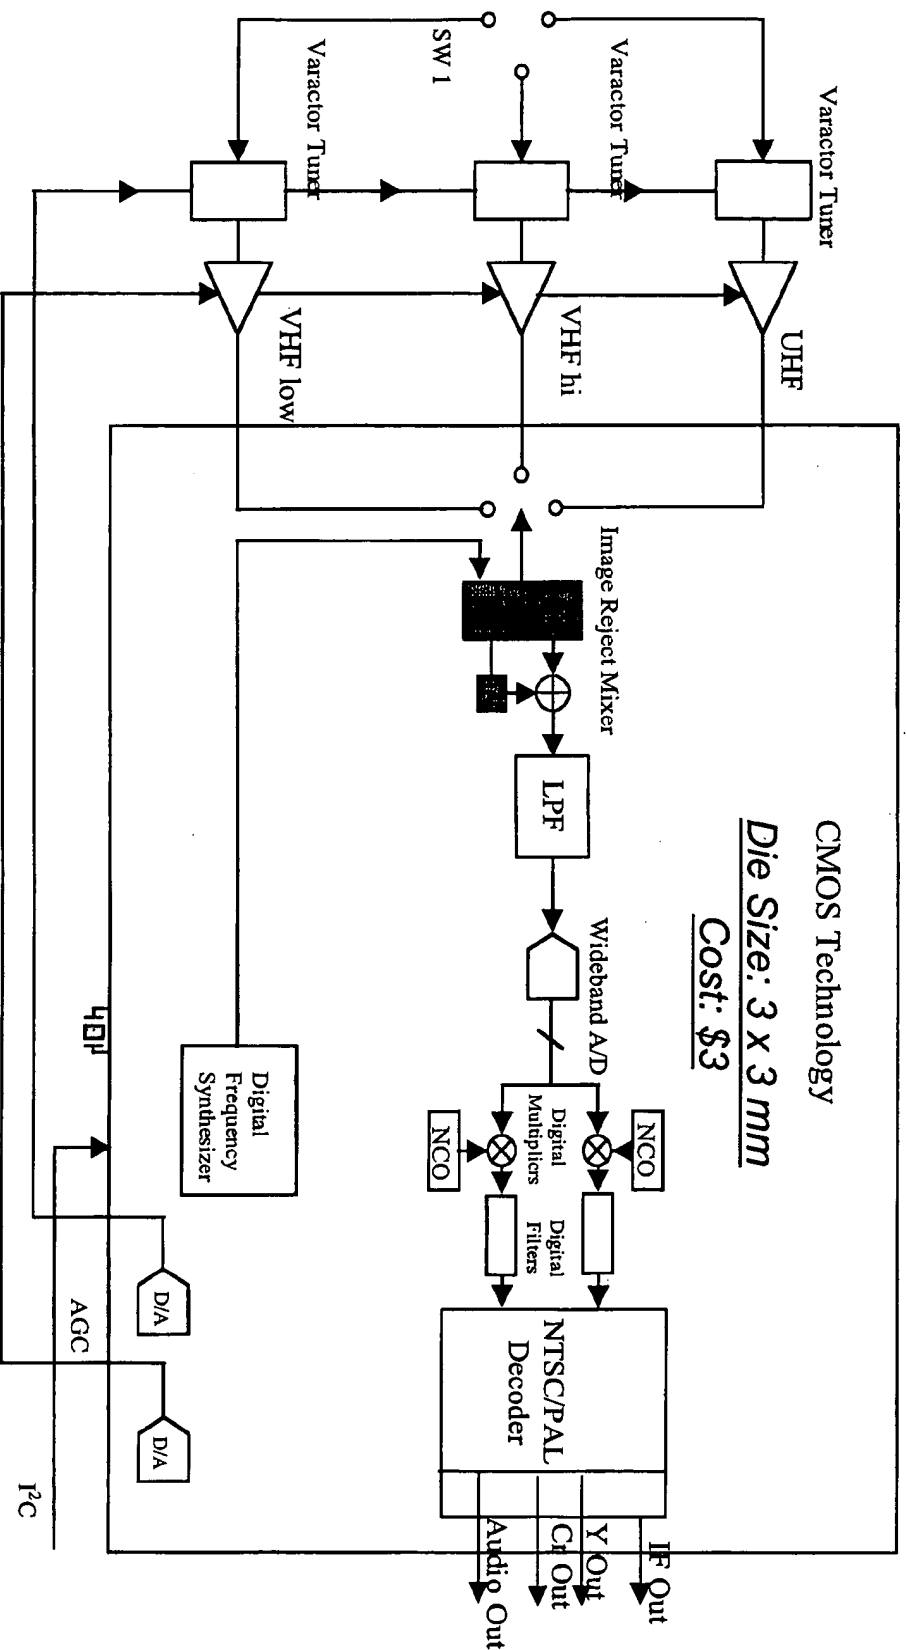 CMOS Technology
Die Size: 3 x 3 mm
Cost: $3
Varactor Tuner
UHF
Varactor Tuner
VHF hi
SW 1
Varactor Tuner
VHF low
Image Reject Mixer
LPF
Wideband A/D
NCO
Digital
Multipliers
NCO
Digital
Filters
NTSC/PAL
Decoder
IF Out
Y Out
Cr Out
Audio Out
Digital
Frequency
Synthesizer
D/A
D/A
AGC
I²C